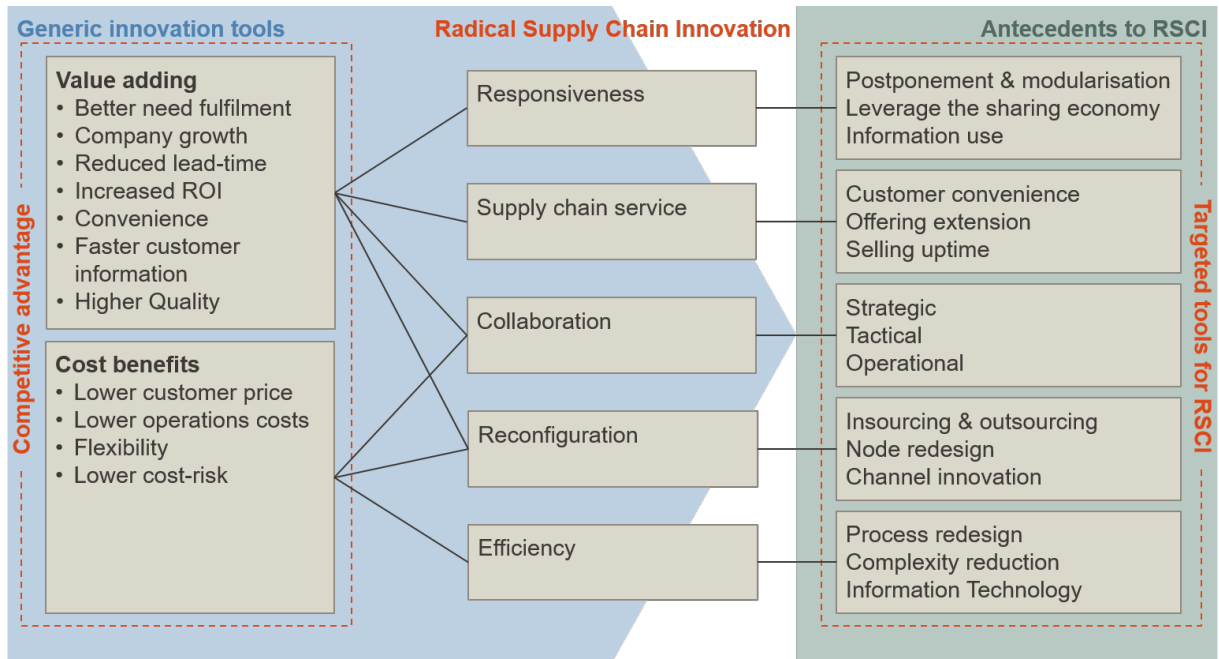 Generic innovation tools
Radical Supply Chain Innovation
Antecedents to RSCI
Competitive advantage
Value adding
• Better need fulfilment
• Company growth
• Reduced lead-time
• Increased ROI
• Convenience
• Faster customer
information
• Higher Quality
Cost benefits
• Lower customer price
• Lower operations costs
• Flexibility
• Lower cost-risk
Responsiveness
Supply chain service
Collaboration
Reconfiguration
Efficiency
Postponement & modularisation
Leverage the sharing economy
Information use
Customer convenience
Offering extension
Selling uptime
Strategic
Tactical
Operational
Insourcing & outsourcing
Node redesign
Channel innovation
Process redesign
Complexity reduction
Information Technology
Targeted tools for RSCI